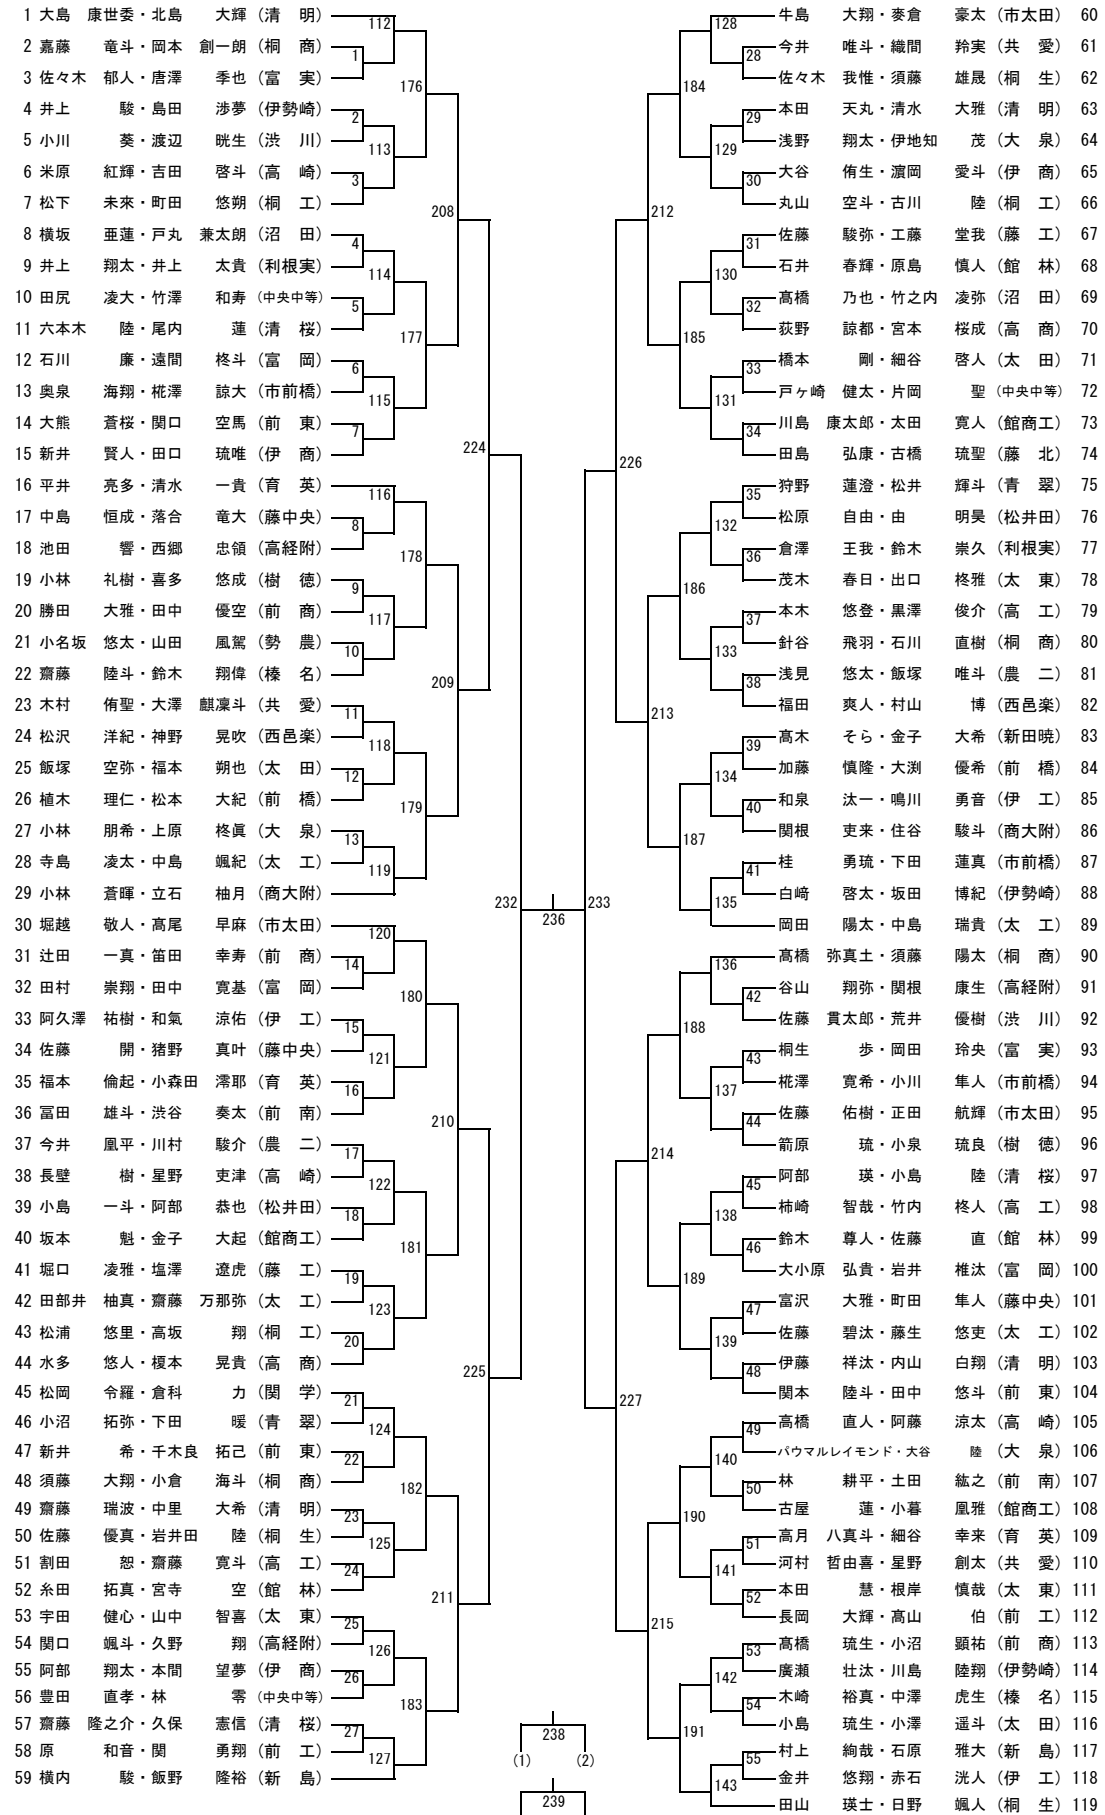 1 大島 康世委・北島 大輝 (清 明)
2 嘉藤 竜斗・岡本 創一朗 (桐 商)
3 佐々木 郁人・唐澤 季也 (富 実)
4 井上 駿・島田 渉夢 (伊勢崎)
5 小川 葵・渡辺 晄生 (渋 川)
6 米原 紅輝・吉田 啓斗 (高 崎)
7 松下 未來・町田 悠朔 (桐 工)
8 横坂 亜蓮・戸丸 兼太朗 (沼 田)
9 井上 翔太・井上 太貴 (利根実)
10 田尻 凌大・竹澤 和寿 (中央中等)
11 六本木 陸・尾内 蓮 (清 桜)
12 石川 廉・遠間 柊斗 (富 岡)
13 奥泉 海翔・椛澤 諒大 (市前橋)
14 大熊 蒼桜・関口 空馬 (前 東)
15 新井 賢人・田口 琉唯 (伊 商)
16 平井 亮多・清水 一貴 (育 英)
17 中島 恒成・落合 竜大 (藤中央)
18 池田 響・西郷 忠領 (高経附)
19 小林 礼樹・喜多 悠成 (樹 徳)
20 勝田 大雅・田中 優空 (前 商)
21 小名坂 悠太・山田 風駕 (勢 農)
22 齋藤 陸斗・鈴木 翔偉 (榛 名)
23 木村 侑聖・大澤 麒凜斗 (共 愛)
24 松沢 洋紀・神野 晃吹 (西邑楽)
25 飯塚 空弥・福本 朔也 (太 田)
26 植木 理仁・松本 大紀 (前 橋)
27 小林 朋希・上原 柊眞 (大 泉)
28 寺島 凌太・中島 颯紀 (太 工)
29 小林 蒼暉・立石 柚月 (商大附)
30 堀越 敬人・髙尾 早麻 (市太田)
31 辻田 一真・笛田 幸寿 (前 商)
32 田村 崇翔・田中 寛基 (富 岡)
33 阿久澤 祐樹・和氣 涼佑 (伊 工)
34 佐藤 開・猪野 真叶 (藤中央)
35 福本 倫起・小森田 澪耶 (育 英)
36 冨田 雄斗・渋谷 奏太 (前 南)
37 今井 凰平・川村 駿介 (農 二)
38 長壁 樹・星野 吏津 (高 崎)
39 小島 一斗・阿部 恭也 (松井田)
40 坂本 魁・金子 大起 (館商工)
41 堀口 凌雅・塩澤 遼虎 (藤 工)
42 田部井 柚真・齋藤 万那弥 (太 工)
43 松浦 悠里・高坂 翔 (桐 工)
44 水多 悠人・榎本 晃貴 (高 商)
45 松岡 令羅・倉科 力 (関 学)
46 小沼 拓弥・下田 暖 (青 翠)
47 新井 希・千木良 拓己 (前 東)
48 須藤 大翔・小倉 海斗 (桐 商)
49 齋藤 瑞波・中里 大希 (清 明)
50 佐藤 優真・岩井田 陸 (桐 生)
51 割田 恕・齋藤 寛斗 (高 工)
52 糸田 拓真・宮寺 空 (館 林)
53 宇田 健心・山中 智喜 (太 東)
54 関口 颯斗・久野 翔 (高経附)
55 阿部 翔太・本間 望夢 (伊 商)
56 豊田 直孝・林 零 (中央中等)
57 齋藤 隆之介・久保 憲信 (清 桜)
58 原 和音・関 勇翔 (前 工)
59 横内 駿・飯野 隆裕 (新 島)
112
1
2
113
3
4
114
5
6
115
7
116
8
9
117
10
11
118
12
13
119
120
14
15
121
16
17
122
18
19
123
20
21
124
22
23
125
24
25
126
26
27
127
176
177
178
179
180
181
182
183
208
209
210
211
224
225
232
236
233
238
(1) (2)
239
226
227
212
213
214
215
184
185
186
187
188
189
190
191
128
28
29
129
30
31
130
32
33
131
34
35
132
36
37
133
38
39
134
40
41
135
136
42
43
137
44
45
138
46
47
139
48
49
140
50
51
141
52
53
142
54
55
143
牛島 大翔・麥倉 豪太 (市太田) 60
今井 唯斗・織間 羚実 (共 愛) 61
佐々木 我惟・須藤 雄晟 (桐 生) 62
本田 天丸・清水 大雅 (清 明) 63
浅野 翔太・伊地知 茂 (大 泉) 64
大谷 侑生・濵岡 愛斗 (伊 商) 65
丸山 空斗・古川 陸 (桐 工) 66
佐藤 駿弥・工藤 堂我 (藤 工) 67
石井 春輝・原島 慎人 (館 林) 68
髙橋 乃也・竹之内 凌弥 (沼 田) 69
荻野 諒都・宮本 桜成 (高 商) 70
橋本 剛・細谷 啓人 (太 田) 71
戸ヶ崎 健太・片岡 聖 (中央中等) 72
川島 康太郎・太田 寛人 (館商工) 73
田島 弘康・古橋 琉聖 (藤 北) 74
狩野 蓮澄・松井 輝斗 (青 翠) 75
松原 自由・由 明昊 (松井田) 76
倉澤 王我・鈴木 崇久 (利根実) 77
茂木 春日・出口 柊雅 (太 東) 78
本木 悠登・黒澤 俊介 (高 工) 79
針谷 飛羽・石川 直樹 (桐 商) 80
浅見 悠太・飯塚 唯斗 (農 二) 81
福田 爽人・村山 博 (西邑楽) 82
髙木 そら・金子 大希 (新田暁) 83
加藤 慎隆・大渕 優希 (前 橋) 84
和泉 汰一・鳴川 勇音 (伊 工) 85
関根 吏来・住谷 駿斗 (商大附) 86
桂 勇琉・下田 蓮真 (市前橋) 87
白﨑 啓太・坂田 博紀 (伊勢崎) 88
岡田 陽太・中島 瑞貴 (太 工) 89
髙橋 弥真土・須藤 陽太 (桐 商) 90
谷山 翔弥・関根 康生 (高経附) 91
佐藤 貫太郎・荒井 優樹 (渋 川) 92
桐生 歩・岡田 玲央 (富 実) 93
椛澤 寛希・小川 隼人 (市前橋) 94
佐藤 佑樹・正田 航輝 (市太田) 95
箭原 琉・小泉 琉良 (樹 徳) 96
阿部 瑛・小島 陸 (清 桜) 97
柿崎 智哉・竹内 柊人 (高 工) 98
鈴木 尊人・佐藤 直 (館 林) 99
大小原 弘貴・岩井 椎汰 (富 岡) 100
富沢 大雅・町田 隼人 (藤中央) 101
佐藤 碧汰・藤生 悠吏 (太 工) 102
伊藤 祥汰・内山 白翔 (清 明) 103
関本 陸斗・田中 悠斗 (前 東) 104
高橋 直人・阿藤 涼太 (高 崎) 105
パウマルレイモンド・大谷 陸 (大 泉) 106
林 耕平・土田 紘之 (前 南) 107
古屋 蓮・小暮 凰雅 (館商工) 108
高月 八真斗・細谷 幸来 (育 英) 109
河村 哲由喜・星野 創太 (共 愛) 110
本田 慧・根岸 慎哉 (太 東) 111
長岡 大輝・髙山 伯 (前 工) 112
髙橋 琉生・小沼 顕祐 (前 商) 113
廣瀬 壮汰・川島 陸翔 (伊勢崎) 114
木崎 裕真・中澤 虎生 (榛 名) 115
小島 琉生・小澤 遥斗 (太 田) 116
村上 絢哉・石原 雅大 (新 島) 117
金井 悠翔・赤石 洸人 (伊 工) 118
田山 瑛士・日野 颯人 (桐 生) 119